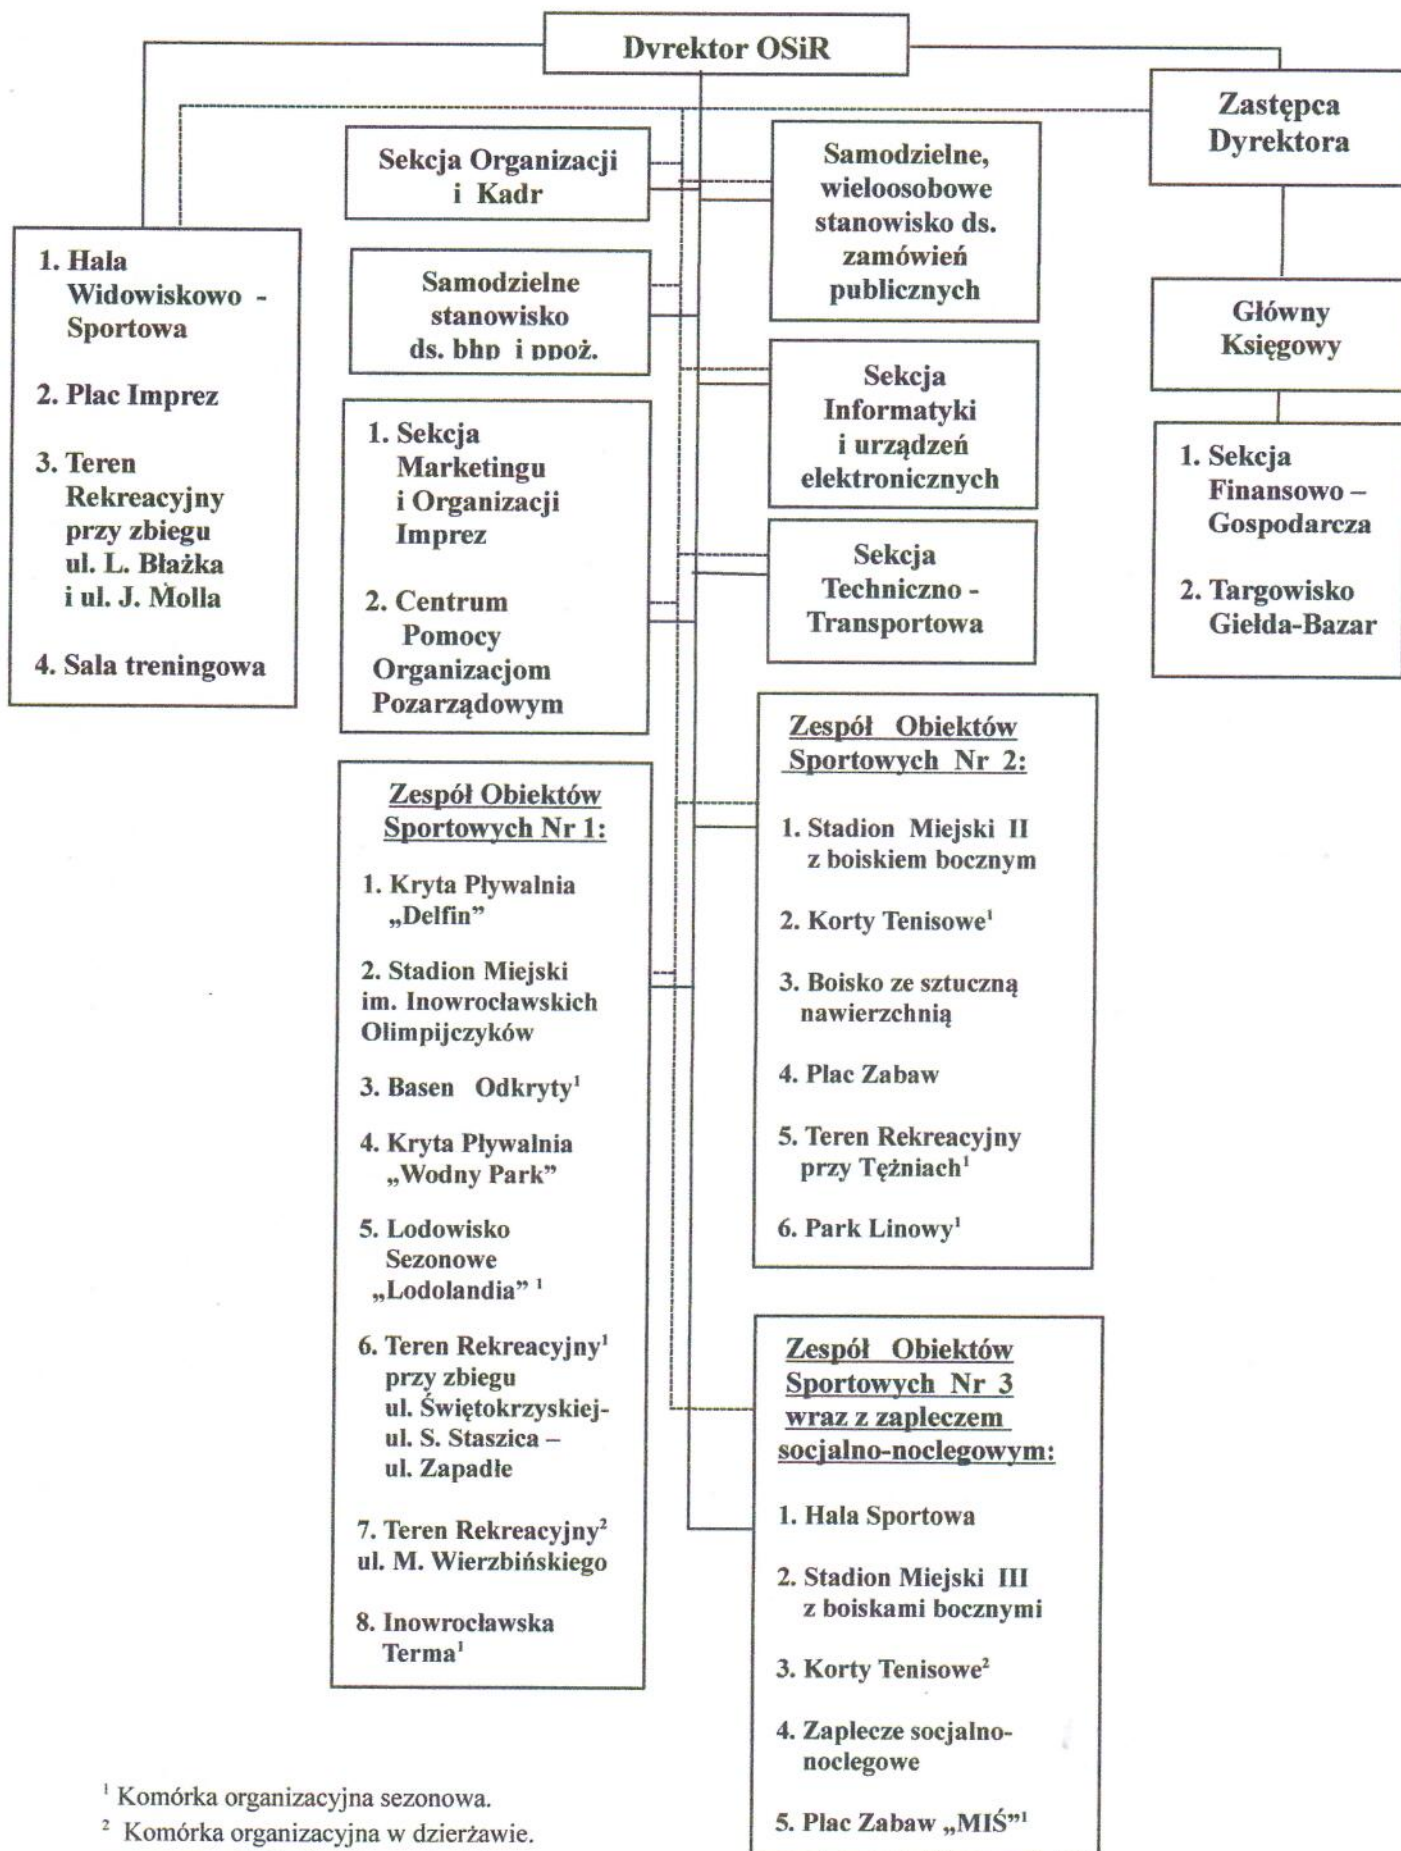 Dyrektor OSiR
Zastępca
Dyrektora
Sekcja Organizacji
i Kadr
Samodzielne,
wieloosobowe
stanowisko ds.
zamówień
publicznych
1. Hala
Widowiskowo -
Sportowa
2. Plac Imprez
3. Teren
Rekreacyjny
przy zbiegu
ul. L. Błażka
i ul. J. Molla
4. Sala treningowa
Samodzielne
stanowisko
ds. bhp i ppoż.
Główny
Księgowy
Sekcja
Informatyki
i urządzeń
elektronicznych
1. Sekcja
Marketingu
i Organizacji
Imprez
2. Centrum
Pomocy
Organizacjom
Pozarządowym
1. Sekcja
Finansowo –
Gospodarcza
2. Targowisko
Giełda-Bazar
Sekcja
Techniczno -
Transportowa
Zespół Obiektów
Sportowych Nr 1:
1. Kryta Pływalnia
„Delfin”
2. Stadion Miejski
im. Inowrocławskich
Olimpijczyków
3. Basen Odkryty¹
4. Kryta Pływalnia
„Wodny Park”
5. Lodowisko
Sezonowe
„Lodolandia” ¹
6. Teren Rekreacyjny¹
przy zbiegu
ul. Świętokrzyskiej-
ul. S. Staszica –
ul. Zapadłe
7. Teren Rekreacyjny²
ul. M. Wierzbińskiego
8. Inowrocławska
Terma¹
Zespół Obiektów
Sportowych Nr 2:
1. Stadion Miejski II
z boiskiem bocznym
2. Korty Tenisowe¹
3. Boisko ze sztuczną
nawierzchnią
4. Plac Zabaw
5. Teren Rekreacyjny
przy Tężniach¹
6. Park Linowy¹
Zespół Obiektów
Sportowych Nr 3
wraz z zapleczem
socjalno-noclegowym:
1. Hala Sportowa
2. Stadion Miejski III
z boiskami bocznymi
3. Korty Tenisowe²
4. Zaplecze socjalno-
noclegowe
5. Plac Zabaw „MIŚ”¹
¹ Komórka organizacyjna sezonowa.
² Komórka organizacyjna w dzierżawie.